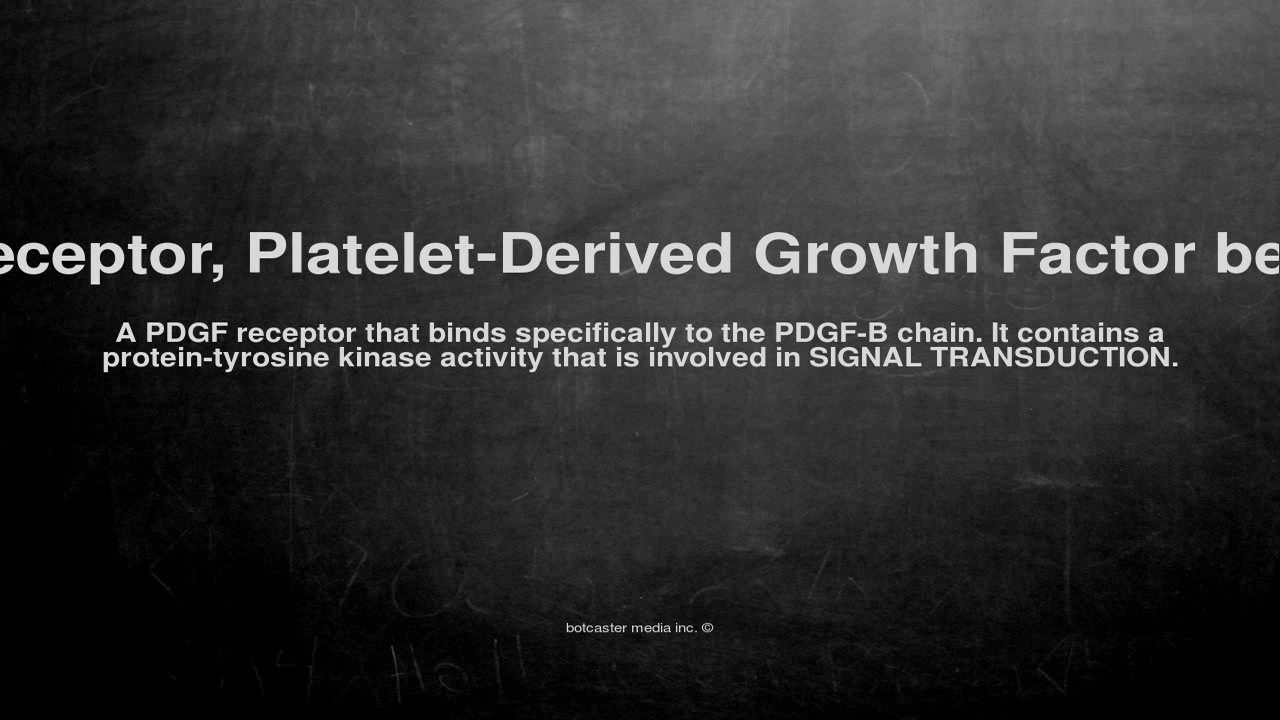 eceptor, Platelet-Derived Growth Factor be
A PDGF receptor that binds specifically to the PDGF-B chain. It contains a
protein-tyrosine kinase activity that is involved in SIGNAL TRANSDUCTION.
botcaster media inc. ©